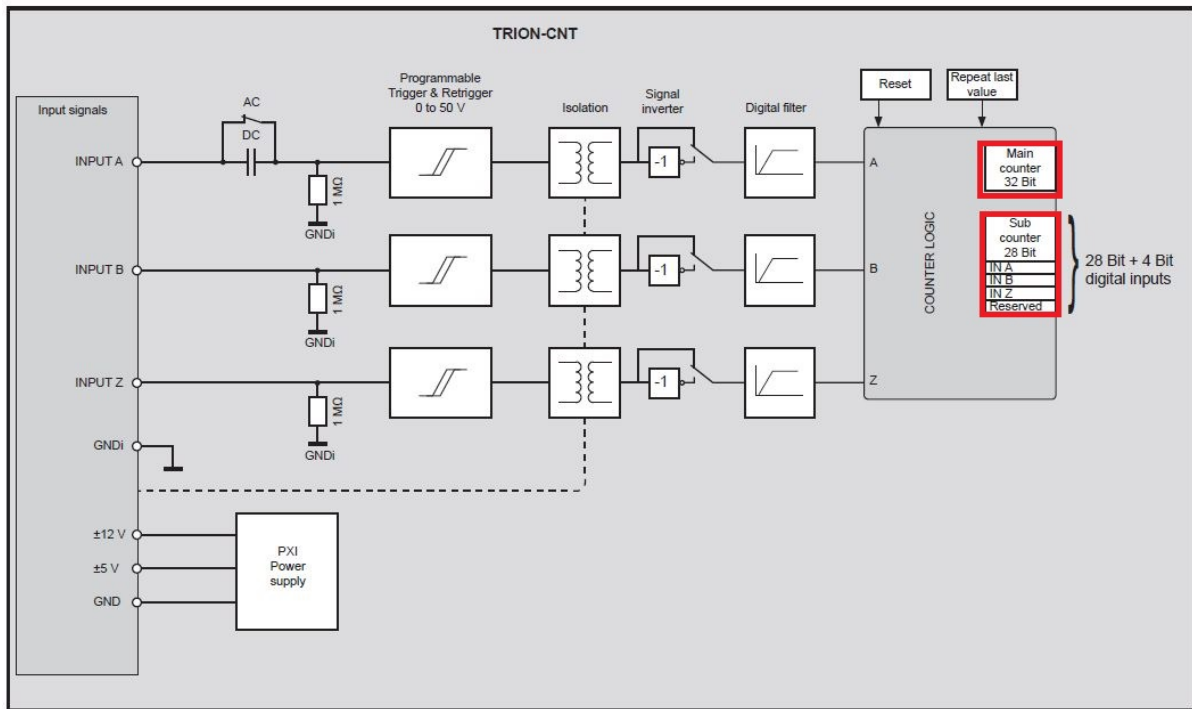 TRION-CNT
Input signals
AC
DC
Programmable
Trigger & Retrigger
0 to 50 V
Isolation
Signal
inverter
Digital filter
Reset
Repeat last
value
INPUT A
1 MΩ
GNDi
-1
A
Main
counter
32 Bit
INPUT B
1 MΩ
GNDi
-1
B
COUNTER LOGIC
Sub
counter
28 Bit
IN A
IN B
IN Z
Reserved
28 Bit + 4 Bit
digital inputs
INPUT Z
1 MΩ
GNDi
-1
Z
GNDi
±12 V
±5 V
GND
PXI
Power
supply